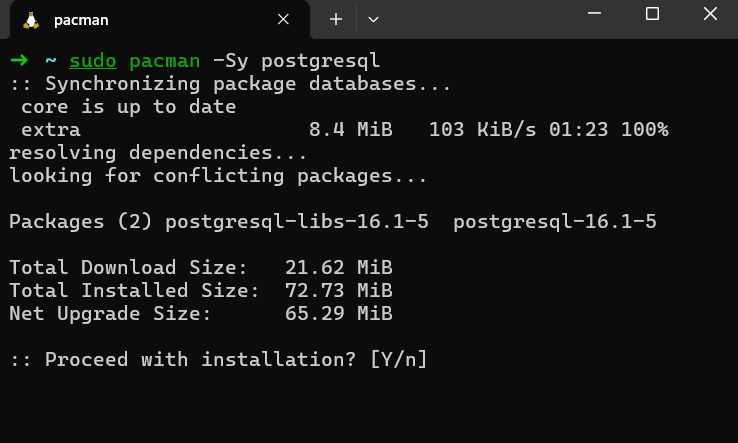 pacman
➜ ~ sudo pacman -Sy postgresql
:: Synchronizing package databases...
core is up to date
extra 8.4 MiB 103 KiB/s 01:23 100%
resolving dependencies...
looking for conflicting packages...
Packages (2) postgresql-libs-16.1-5 postgresql-16.1-5
Total Download Size: 21.62 MiB
Total Installed Size: 72.73 MiB
Net Upgrade Size: 65.29 MiB
:: Proceed with installation? [Y/n]